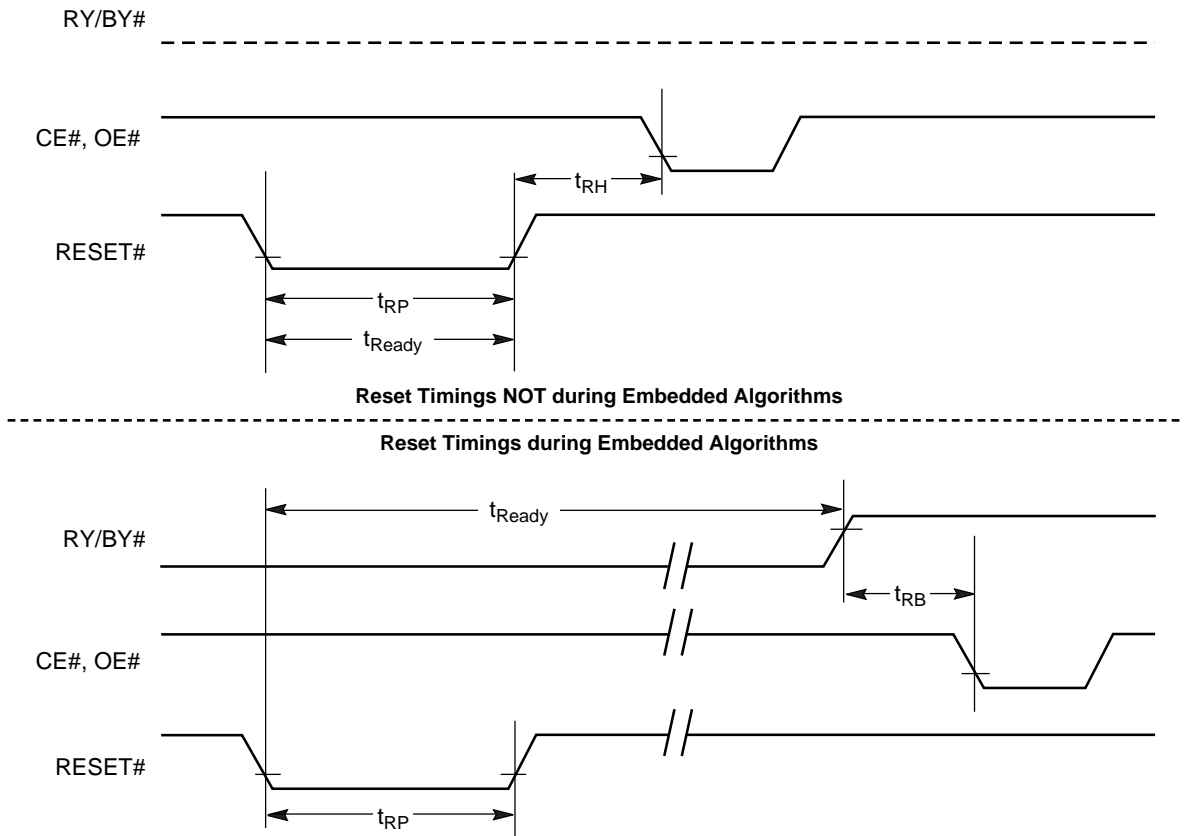 RY/BY#
CE#, OE#
tRH
RESET#
tRP
tReady
Reset Timings NOT during Embedded Algorithms
Reset Timings during Embedded Algorithms
tReady
RY/BY#
tRB
CE#, OE#
RESET#
tRP